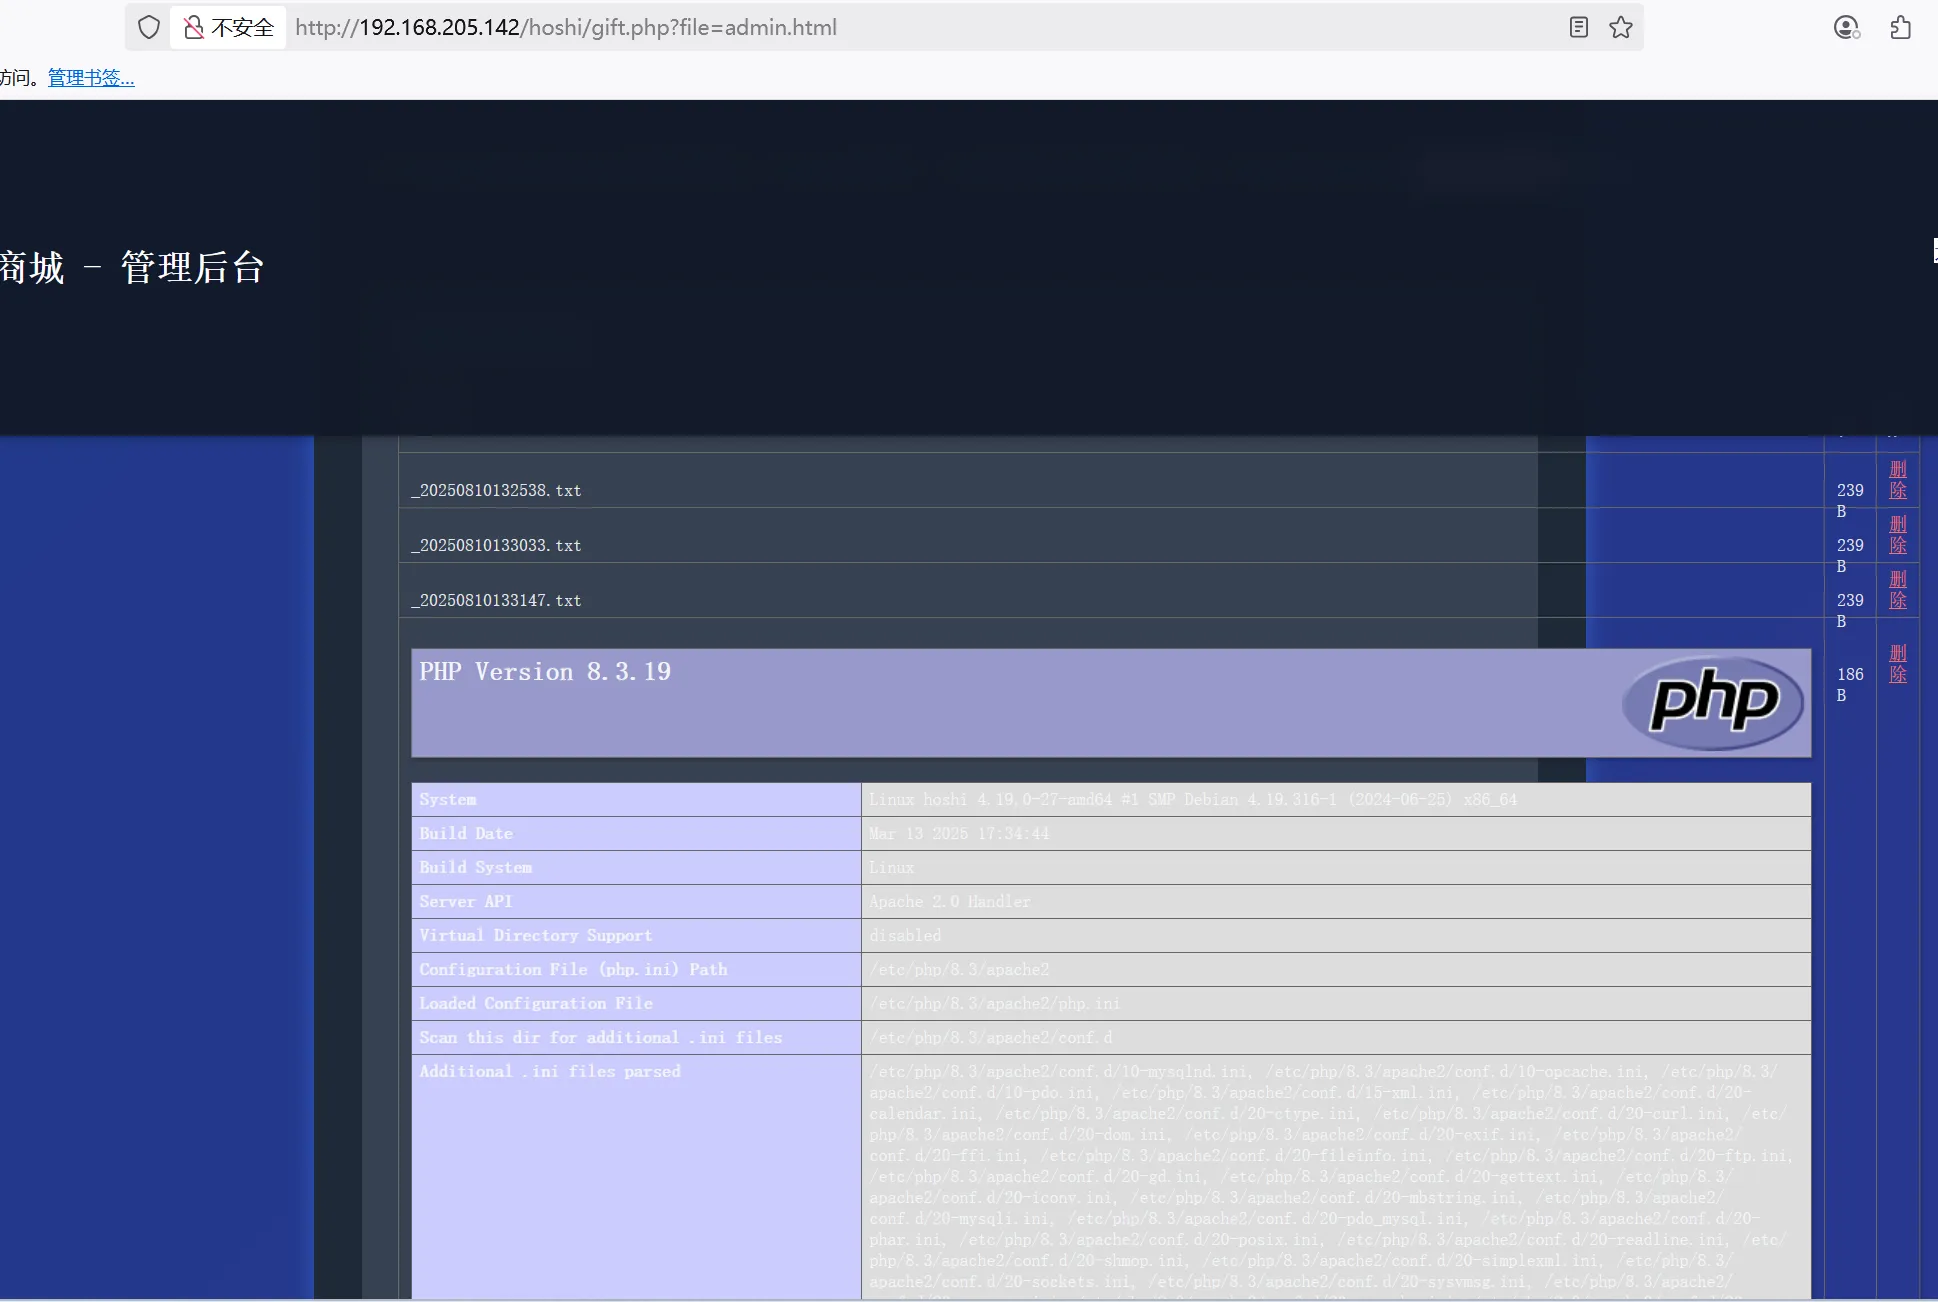 不安全 http://192.168.205.142/hoshi/gift.php?file=admin.html
访问。管理书签...
商城 - 管理后台
_20250810132538.txt 239 B 删除
_20250810133033.txt 239 B 删除
_20250810133147.txt 239 B 删除
PHP Version 8.3.19 php 186 B 删除
System Linux hoshi 4.19.0-27-amd64 #1 SMP Debian 4.19.316-1 (2024-06-25) x86_64
Build Date Mar 13 2025 17:34:44
Build System Linux
Server API Apache 2.0 Handler
Virtual Directory Support disabled
Configuration File (php.ini) Path /etc/php/8.3/apache2
Loaded Configuration File /etc/php/8.3/apache2/php.ini
Scan this dir for additional .ini files /etc/php/8.3/apache2/conf.d
Additional .ini files parsed /etc/php/8.3/apache2/conf.d/10-mysqlnd.ini, /etc/php/8.3/apache2/conf.d/10-opcache.ini, /etc/php/8.3/
apache2/conf.d/10-pdo.ini, /etc/php/8.3/apache2/conf.d/15-xml.ini, /etc/php/8.3/apache2/conf.d/20-
calendar.ini, /etc/php/8.3/apache2/conf.d/20-ctype.ini, /etc/php/8.3/apache2/conf.d/20-curl.ini, /etc/
php/8.3/apache2/conf.d/20-dom.ini, /etc/php/8.3/apache2/conf.d/20-exif.ini, /etc/php/8.3/apache2/
conf.d/20-ffi.ini, /etc/php/8.3/apache2/conf.d/20-fileinfo.ini, /etc/php/8.3/apache2/conf.d/20-ftp.ini,
/etc/php/8.3/apache2/conf.d/20-gd.ini, /etc/php/8.3/apache2/conf.d/20-gettext.ini, /etc/php/8.3/
apache2/conf.d/20-iconv.ini, /etc/php/8.3/apache2/conf.d/20-mbstring.ini, /etc/php/8.3/apache2/
conf.d/20-mysqli.ini, /etc/php/8.3/apache2/conf.d/20-pdo_mysql.ini, /etc/php/8.3/apache2/conf.d/20-
phar.ini, /etc/php/8.3/apache2/conf.d/20-posix.ini, /etc/php/8.3/apache2/conf.d/20-readline.ini, /etc/
php/8.3/apache2/conf.d/20-shmop.ini, /etc/php/8.3/apache2/conf.d/20-simplexml.ini, /etc/php/8.3/
apache2/conf.d/20-sockets.ini, /etc/php/8.3/apache2/conf.d/20-sysvmsg.ini, /etc/php/8.3/apache2/